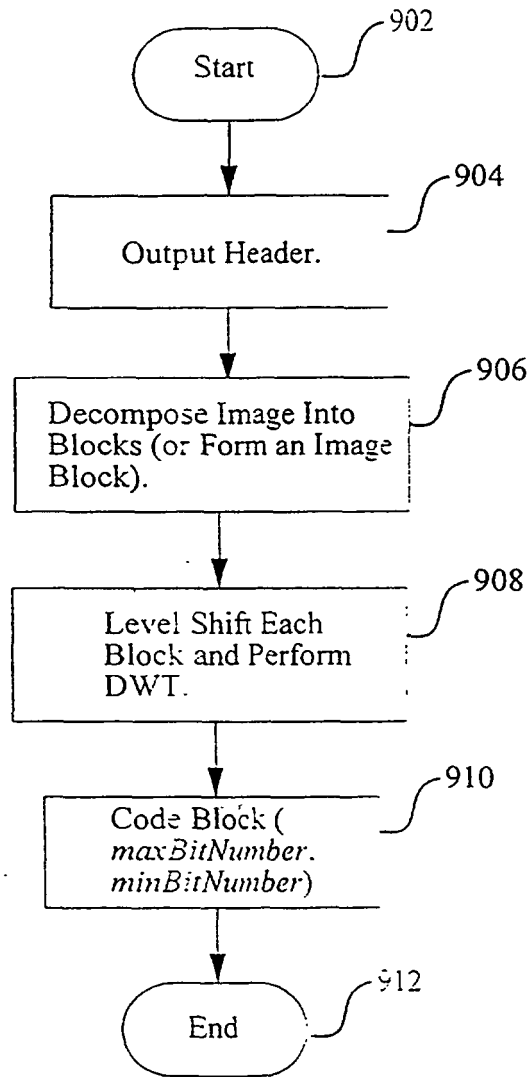 902
Start
904
Output Header.
906
Decompose Image Into
Blocks (or Form an Image
Block).
908
Level Shift Each
Block and Perform
DWT.
910
Code Block (
maxBitNumber.
minBitNumber)
912
End